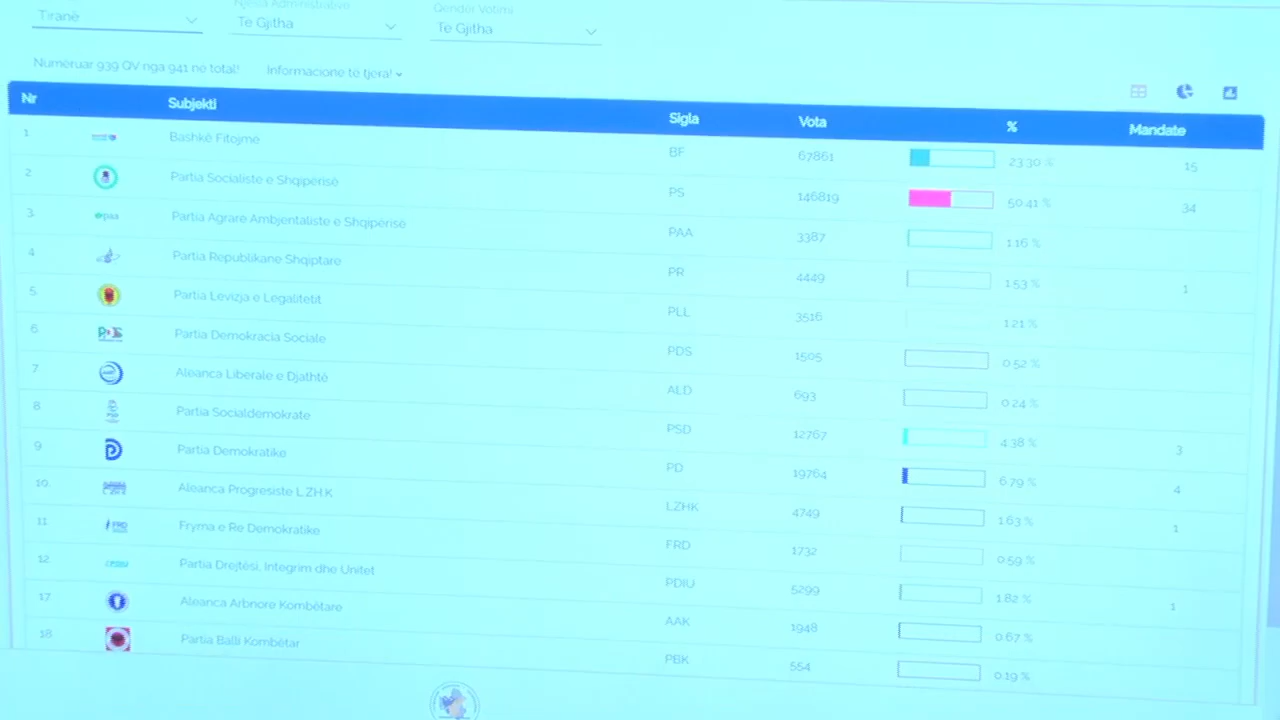 Njësia Administrative Qendër Votimi
Tiranë Të Gjitha Të Gjitha
Numëruar 939 QV nga 941 në total! Informacione të tjera!
Nr Subjekti Sigla Vota % Mandate
1 Bashkë Fitojmë BF 67861 23.30 % 15
2 Partia Socialiste e Shqipërisë PS 146819 50.41 % 34
3 Partia Agrare Ambjentaliste e Shqipërisë PAA 3387 1.16 %
4 Partia Republikane Shqiptare PR 4449 1.53 % 1
5 Partia Lëvizja e Legalitetit PLL 3516 1.21 %
6 Partia Demokracia Sociale PDS 1505 0.52 %
7 Aleanca Liberale e Djathtë ALD 693 0.24 %
8 Partia Socialdemokrate PSD 12767 4.38 % 3
9 Partia Demokratike PD 19764 6.79 % 4
10 Aleanca Progresiste L.ZH.K LZHK 4749 1.63 % 1
11 Fryma e Re Demokratike FRD 1732 0.59 %
12 Partia Drejtësi, Integrim dhe Unitet PDIU 5299 1.82 % 1
17 Aleanca Arbnore Kombëtare AAK 1948 0.67 %
18 Partia Balli Kombëtar PBK 554 0.19 %